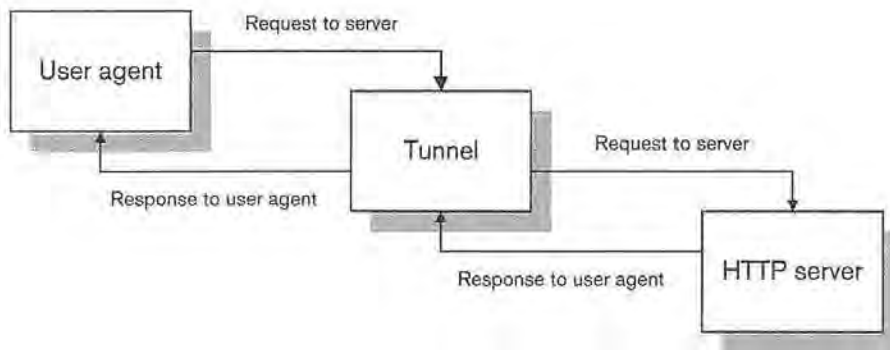 Request to server
User agent
Tunnel
Request to server
Response to user agent
HTTP server
Response to user agent